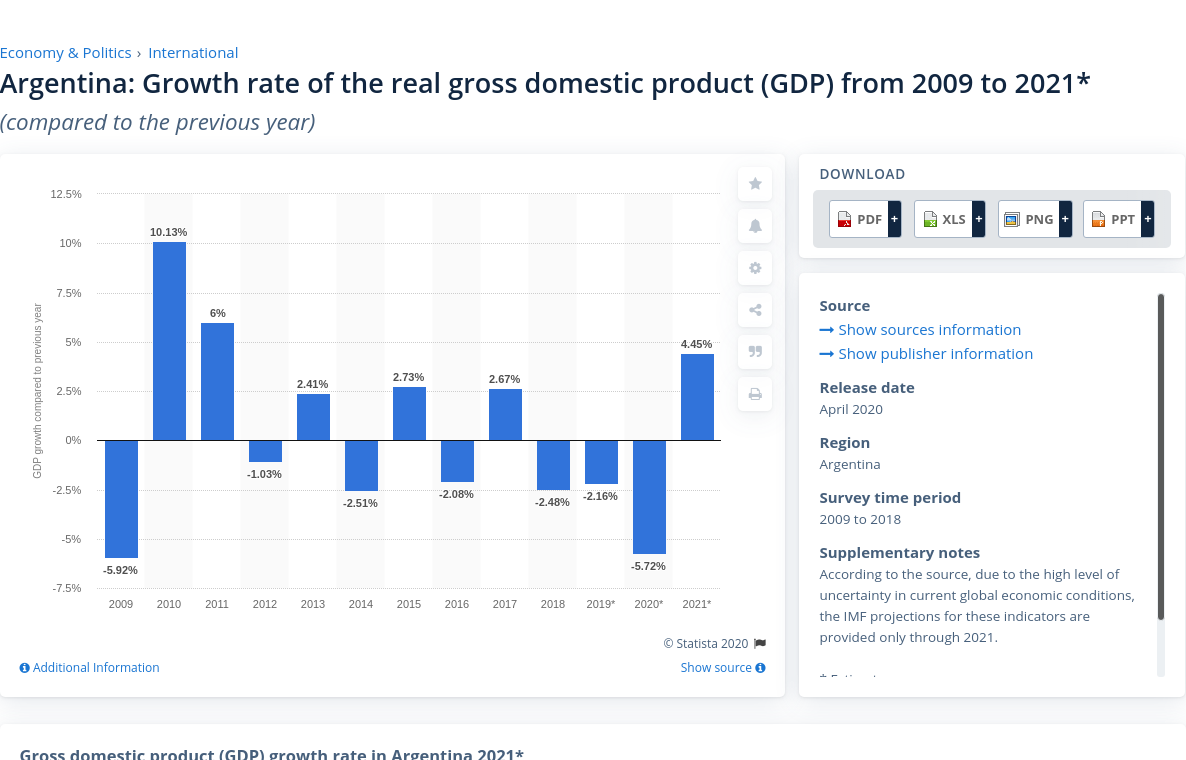 Economy & Politics › International
Argentina: Growth rate of the real gross domestic product (GDP) from 2009 to 2021*
(compared to the previous year)
GDP growth compared to previous year
12.5%
10%
7.5%
5%
2.5%
0%
-2.5%
-5%
-7.5%
-5.92%
10.13%
6%
-1.03%
2.41%
-2.51%
2.73%
-2.08%
2.67%
-2.48%
-2.16%
-5.72%
4.45%
2009 2010 2011 2012 2013 2014 2015 2016 2017 2018 2019* 2020* 2021*
© Statista 2020
Additional Information
Show source
DOWNLOAD
PDF + XLS + PNG + PPT +
Source
Show sources information
Show publisher information
Release date
April 2020
Region
Argentina
Survey time period
2009 to 2018
Supplementary notes
According to the source, due to the high level of
uncertainty in current global economic conditions,
the IMF projections for these indicators are
provided only through 2021.
Gross domestic product (GDP) growth rate in Argentina 2021*